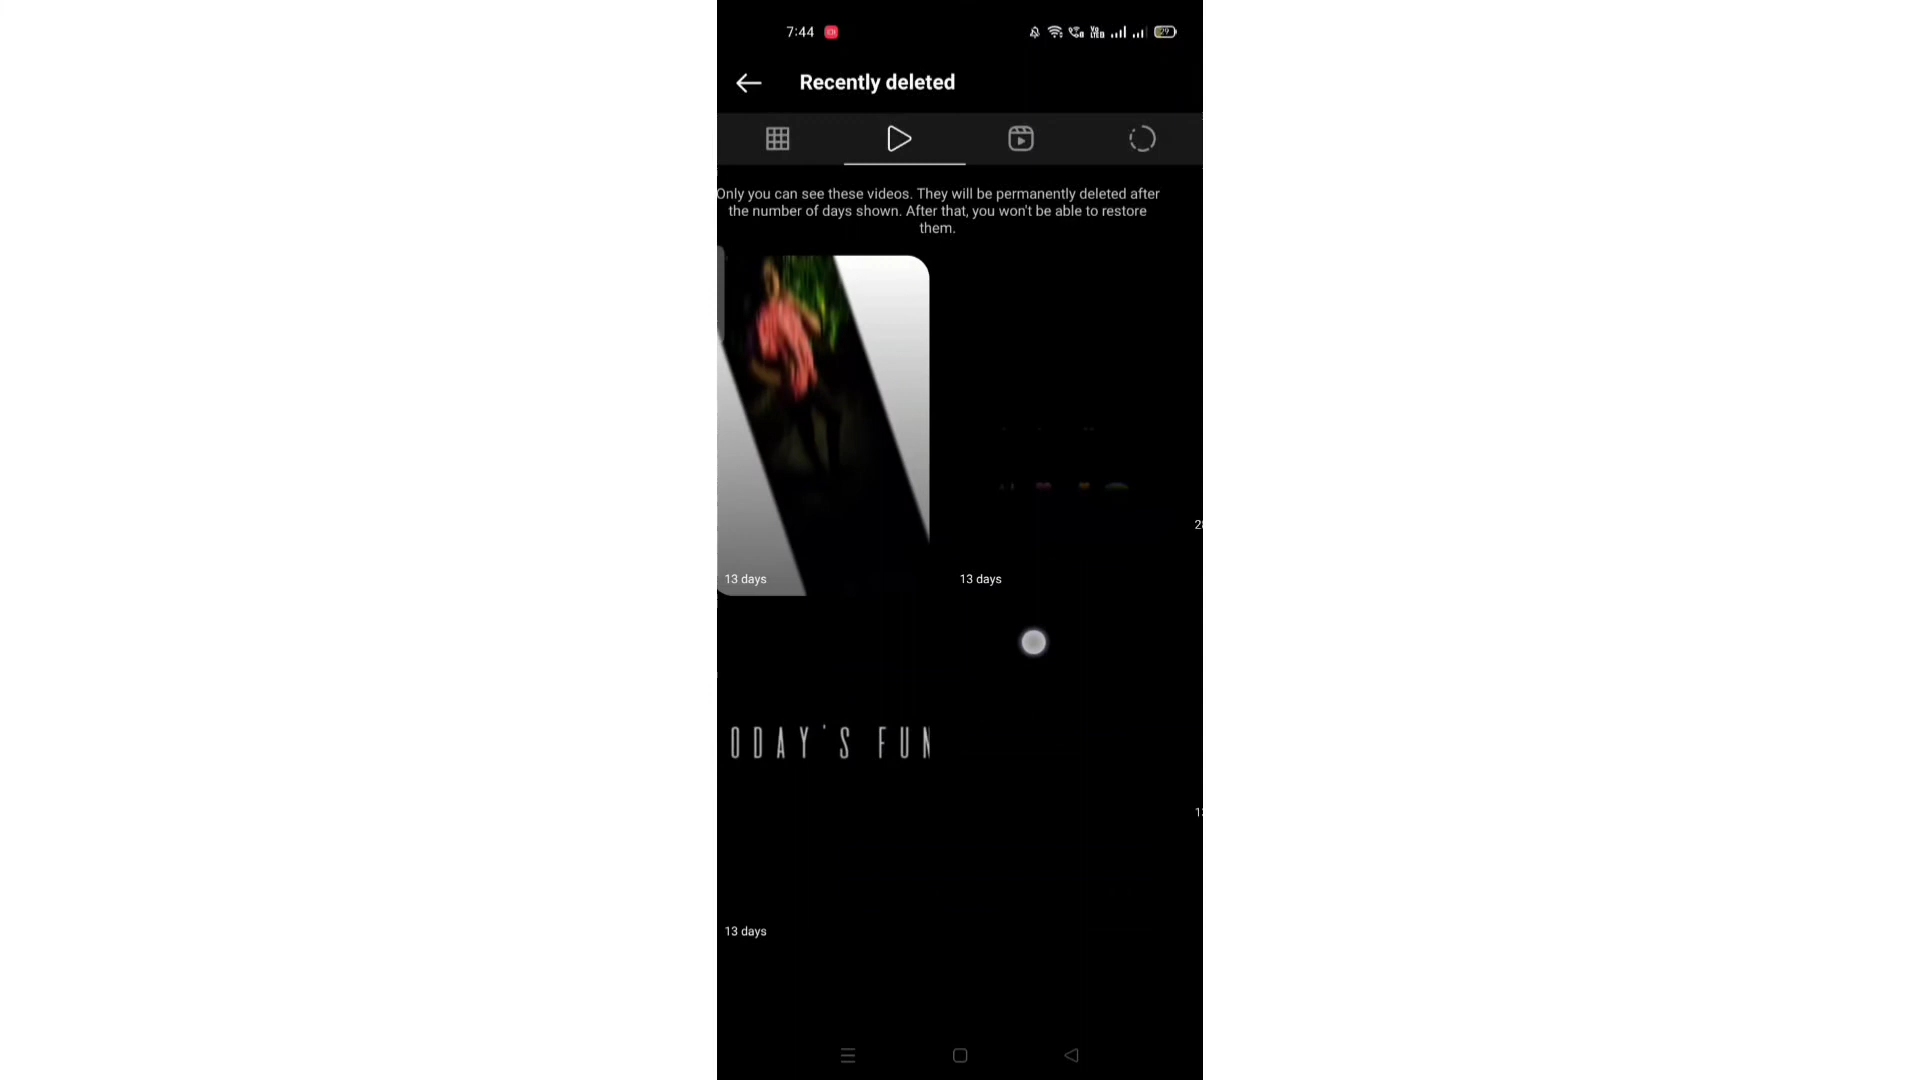 7:44
29
Recently deleted
Only you can see these videos. They will be permanently deleted after
the number of days shown. After that, you won't be able to restore
them.
13 days
13 days
ODAY'S FUN
13 days